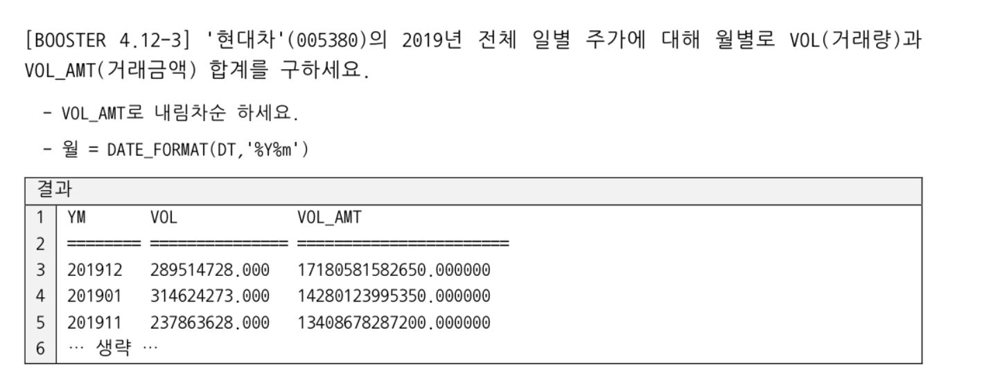 [BOOSTER 4.12-3] '현대차'(005380)의 2019년 전체 일별 주가에 대해 월별로 VOL(거래량)과
VOL_AMT(거래금액) 합계를 구하세요.
- VOL_AMT로 내림차순 하세요.
- 월 = DATE_FORMAT(DT,'%Y%m')
결과
1 YM VOL VOL_AMT
2 ======== =============== =======================
3 201912 289514728.000 17180581582650.000000
4 201901 314624273.000 14280123995350.000000
5 201911 237863628.000 13408678287200.000000
6 … 생략 …